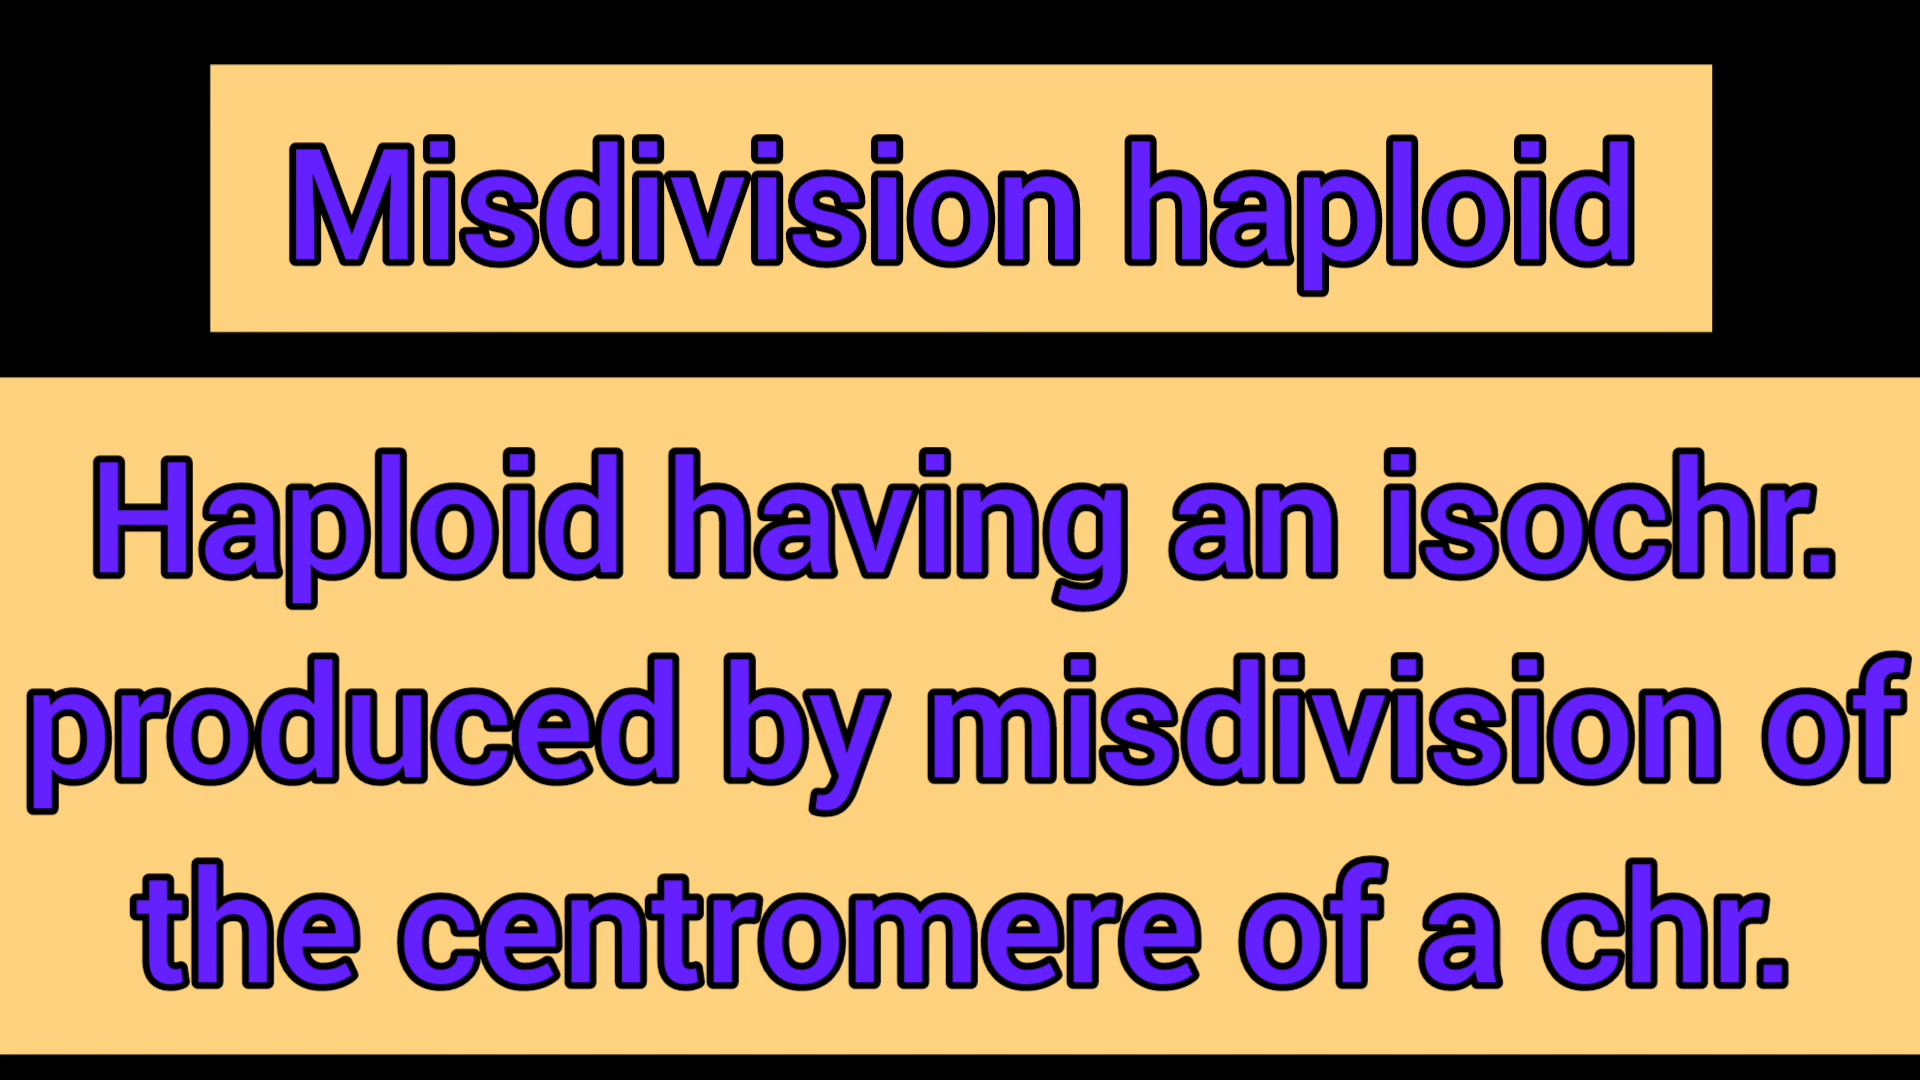 Misdivision haploid
Haploid having an isochr.
produced by misdivision of
the centromere of a chr.